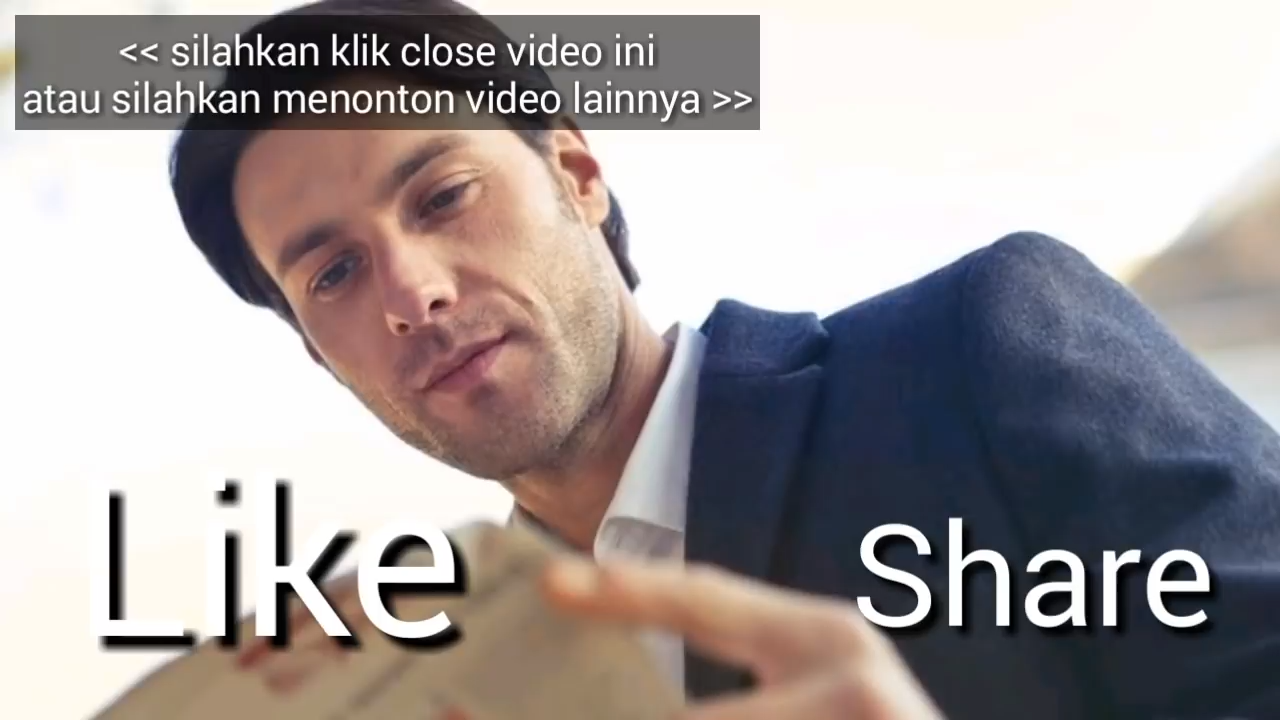 << silahkan klik close video ini
atau silahkan menonton video lainnya >>
Like
Share